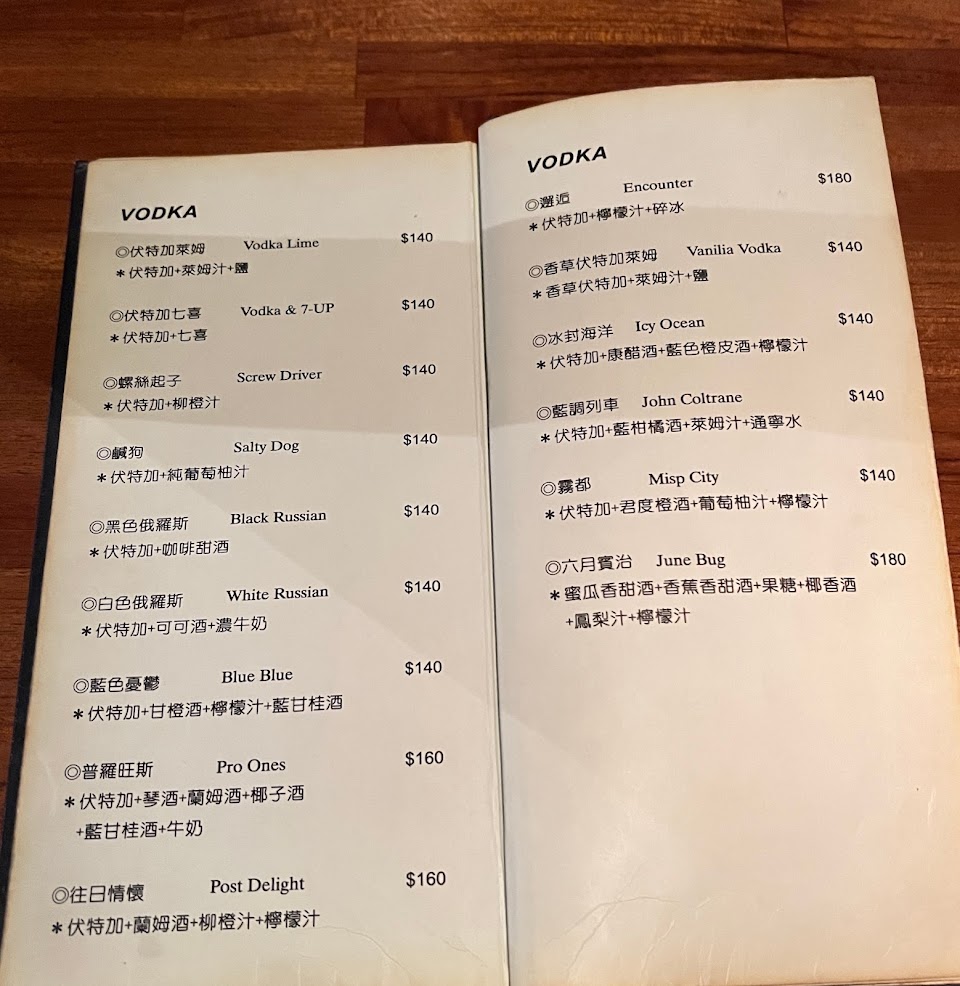 VODKA
◎伏特加萊姆 Vodka Lime $140
＊伏特加+萊姆汁+鹽
◎伏特加七喜 Vodka & 7-UP $140
＊伏特加+七喜
◎螺絲起子 Screw Driver $140
＊伏特加+柳橙汁
◎鹹狗 Salty Dog $140
＊伏特加+純葡萄柚汁
◎黑色俄羅斯 Black Russian $140
＊伏特加+咖啡甜酒
◎白色俄羅斯 White Russian $140
＊伏特加+可可酒+濃牛奶
◎藍色憂鬱 Blue Blue $140
＊伏特加+甘橙酒+檸檬汁+藍甘桂酒
◎普羅旺斯 Pro Ones $160
＊伏特加+琴酒+蘭姆酒+椰子酒
+藍甘桂酒+牛奶
◎往日情懷 Post Delight $160
＊伏特加+蘭姆酒+柳橙汁+檸檬汁
VODKA
◎邂逅 Encounter $180
＊伏特加+檸檬汁+碎冰
◎香草伏特加萊姆 Vanilia Vodka $140
＊香草伏特加+萊姆汁+鹽
◎冰封海洋 Icy Ocean $140
＊伏特加+康醋酒+藍色橙皮酒+檸檬汁
◎藍調列車 John Coltrane $140
＊伏特加+藍柑橘酒+萊姆汁+通寧水
◎霧都 Misp City $140
＊伏特加+君度橙酒+葡萄柚汁+檸檬汁
◎六月賓治 June Bug $180
＊蜜瓜香甜酒+香蕉香甜酒+果糖+椰香酒
+鳳梨汁+檸檬汁